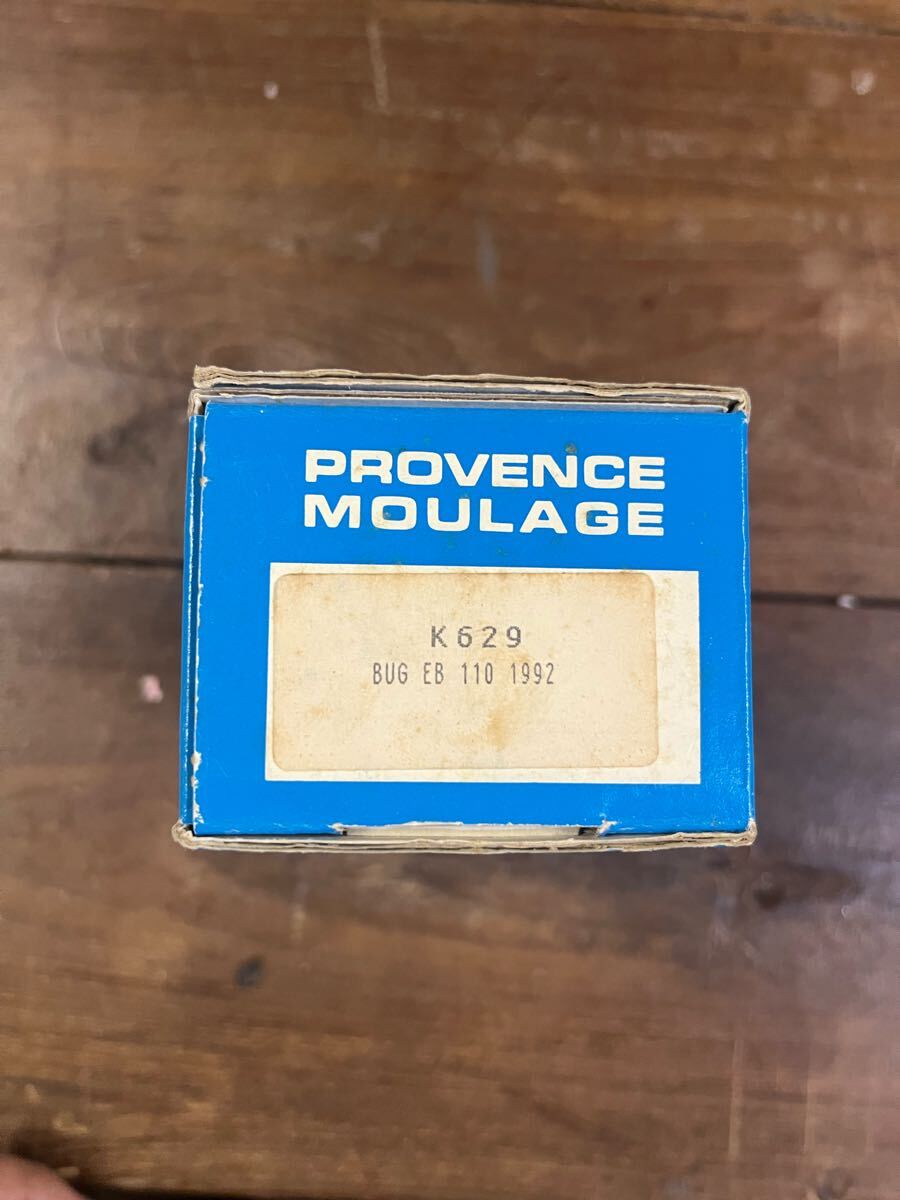 PROVENCE
MOULAGE
K629
BUG EB 110 1992